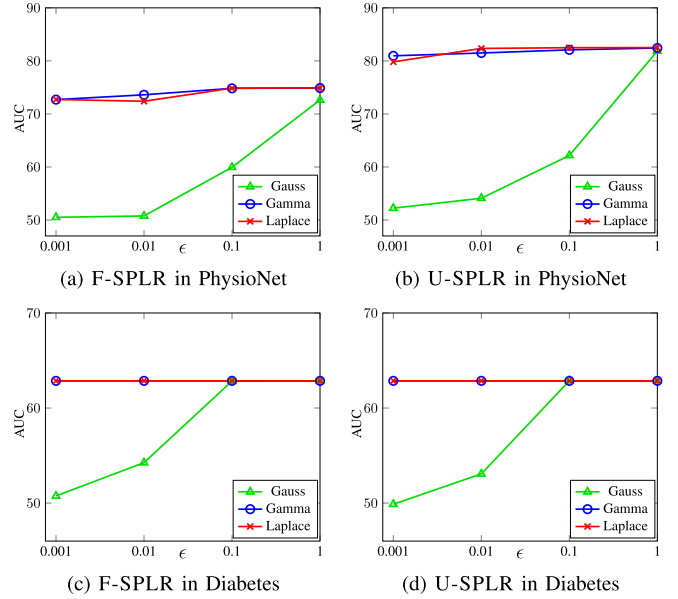 90
80
70
60
50
AUC
0.001 0.01 0.1 1
ϵ
Gauss
Gamma
Laplace
(a) F-SPLR in PhysioNet
90
80
70
60
50
AUC
0.001 0.01 0.1 1
ϵ
Gauss
Gamma
Laplace
(b) U-SPLR in PhysioNet
70
60
50
AUC
0.001 0.01 0.1 1
ϵ
Gauss
Gamma
Laplace
(c) F-SPLR in Diabetes
70
60
50
AUC
0.001 0.01 0.1 1
ϵ
Gauss
Gamma
Laplace
(d) U-SPLR in Diabetes